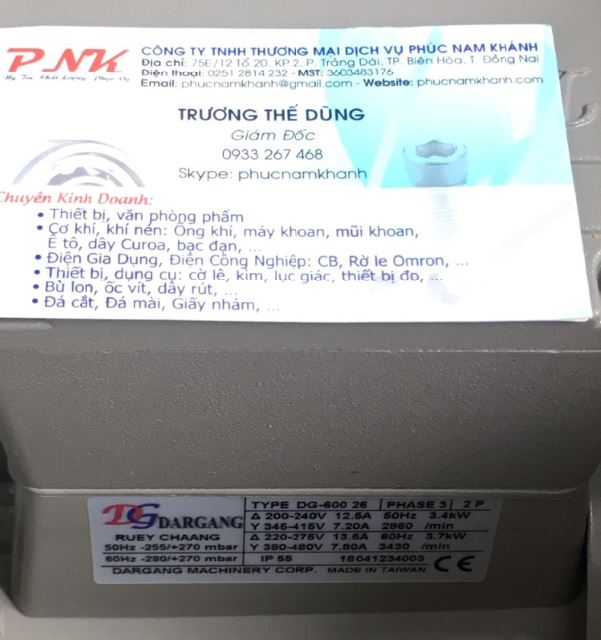 PNK
Uy Tín Chất Lượng Phục Vụ
CÔNG TY TNHH THƯƠNG MẠI DỊCH VỤ PHÚC NAM KHÁNH
Địa chỉ: 75E/12 Tổ 20, KP 2, P. Trảng Dài, TP. Biên Hòa, T. Đồng Nai
Điện thoại: 0251 2814 232 - MST: 3603483176
Email: phucnamkhanh@gmail.com - Website: phucnamkhanh.com
TRƯƠNG THẾ DŨNG
Giám Đốc
0933 267 468
Skype: phucnamkhanh
Chuyên Kinh Doanh:
• Thiết bị, văn phòng phẩm
• Cơ khí, khí nén: Ống khí, máy khoan, mũi khoan,
Ê tô, dây Curoa, bạc đạn, ...
• Điện Gia Dụng, Điện Công Nghiệp: CB, Rờ le Omron, ...
• Thiết bị, dụng cụ: cờ lê, kìm, lục giác, thiết bị đo, ...
• Bù lon, ốc vít, dây rút, ...
• Đá cắt, Đá mài, Giấy nhám, ...
DG DARGANG
RUEY CHAANG
50Hz -255/+270 mbar
60Hz -280/+270 mbar
TYPE DG-600 26 PHASE 3 2 P
Δ 200-240V 12.5A 50Hz 3.4kW
Y 345-415V 7.20A 2860 /min
Δ 220-275V 13.5A 60Hz 3.7kW
Y 380-480V 7.80A 3430 /min
IP 55 18041234003
DARGANG MACHINERY CORP. MADE IN TAIWAN CE